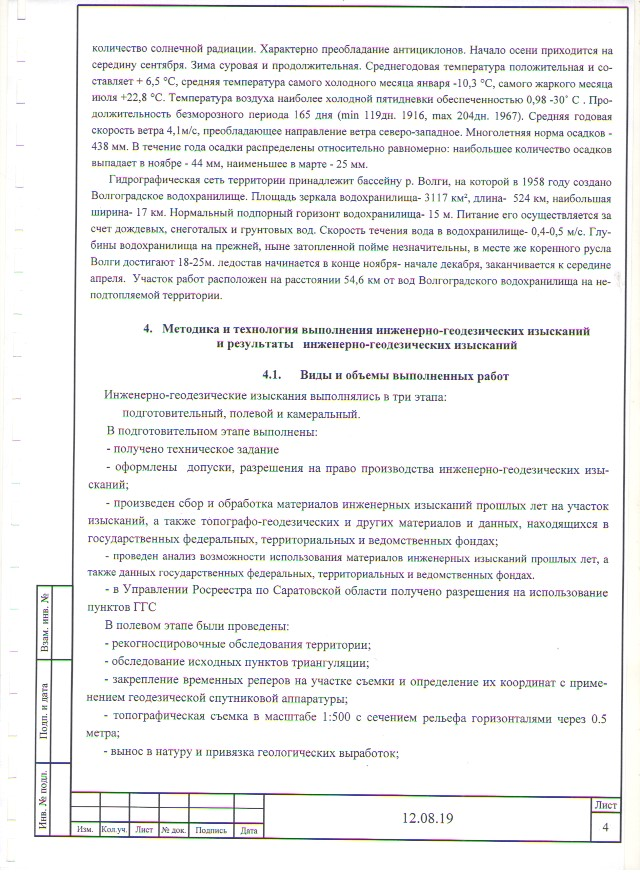 количество солнечной радиации. Характерно преобладание антициклонов. Начало осени приходится на
середину сентября. Зима суровая и продолжительная. Среднегодовая температура положительная и со-
ставляет + 6,5 °С, средняя температура самого холодного месяца января -10,3 °С, самого жаркого месяца
июля +22,8 °С. Температура воздуха наиболее холодной пятидневки обеспеченностью 0,98 -30˚ С . Про-
должительность безморозного периода 165 дня (min 119дн. 1916, max 204дн. 1967). Средняя годовая
скорость ветра 4,1м/с, преобладающее направление ветра северо-западное. Многолетняя норма осадков -
438 мм. В течение года осадки распределены относительно равномерно: наибольшее количество осадков
выпадает в ноябре - 44 мм, наименьшее в марте - 25 мм.
Гидрографическая сеть территории принадлежит бассейну р. Волги, на которой в 1958 году создано
Волгоградское водохранилище. Площадь зеркала водохранилища- 3117 км², длина- 524 км, наибольшая
ширина- 17 км. Нормальный подпорный горизонт водохранилища- 15 м. Питание его осуществляется за
счет дождевых, снеготалых и грунтовых вод. Скорость течения вода в водохранилище- 0,4-0,5 м/с. Глу-
бины водохранилища на прежней, ныне затопленной пойме незначительны, в месте же коренного русла
Волги достигают 18-25м. ледостав начинается в конце ноября- начале декабря, заканчивается к середине
апреля. Участок работ расположен на расстоянии 54,6 км от вод Волгоградского водохранилища на не-
подтопляемой территории.
4. Методика и технология выполнения инженерно-геодезических изысканий
и результаты инженерно-геодезических изысканий
4.1. Виды и объемы выполненных работ
Инженерно-геодезические изыскания выполнялись в три этапа:
подготовительный, полевой и камеральный.
В подготовительном этапе выполнены:
- получено техническое задание
- оформлены допуски, разрешения на право производства инженерно-геодезических изы-
сканий;
- произведен сбор и обработка материалов инженерных изысканий прошлых лет на участок
изысканий, а также топографо-геодезических и других материалов и данных, находящихся в
государственных федеральных, территориальных и ведомственных фондах;
- проведен анализ возможности использования материалов инженерных изысканий прошлых лет, а
также данных государственных федеральных, территориальных и ведомственных фондах.
- в Управлении Росреестра по Саратовской области получено разрешения на использование
пунктов ГГС
В полевом этапе были проведены:
- рекогносцировочные обследования территории;
- обследование исходных пунктов триангуляции;
- закрепление временных реперов на участке съемки и определение их координат с приме-
нением геодезической спутниковой аппаратуры;
- топографическая съемка в масштабе 1:500 с сечением рельефа горизонталями через 0.5
метра;
- вынос в натуру и привязка геологических выработок;
Взам. инв. №
Подп. и дата
Инв. № подл.
Изм. Кол.уч. Лист № док. Подпись Дата
12.08.19
Лист
4